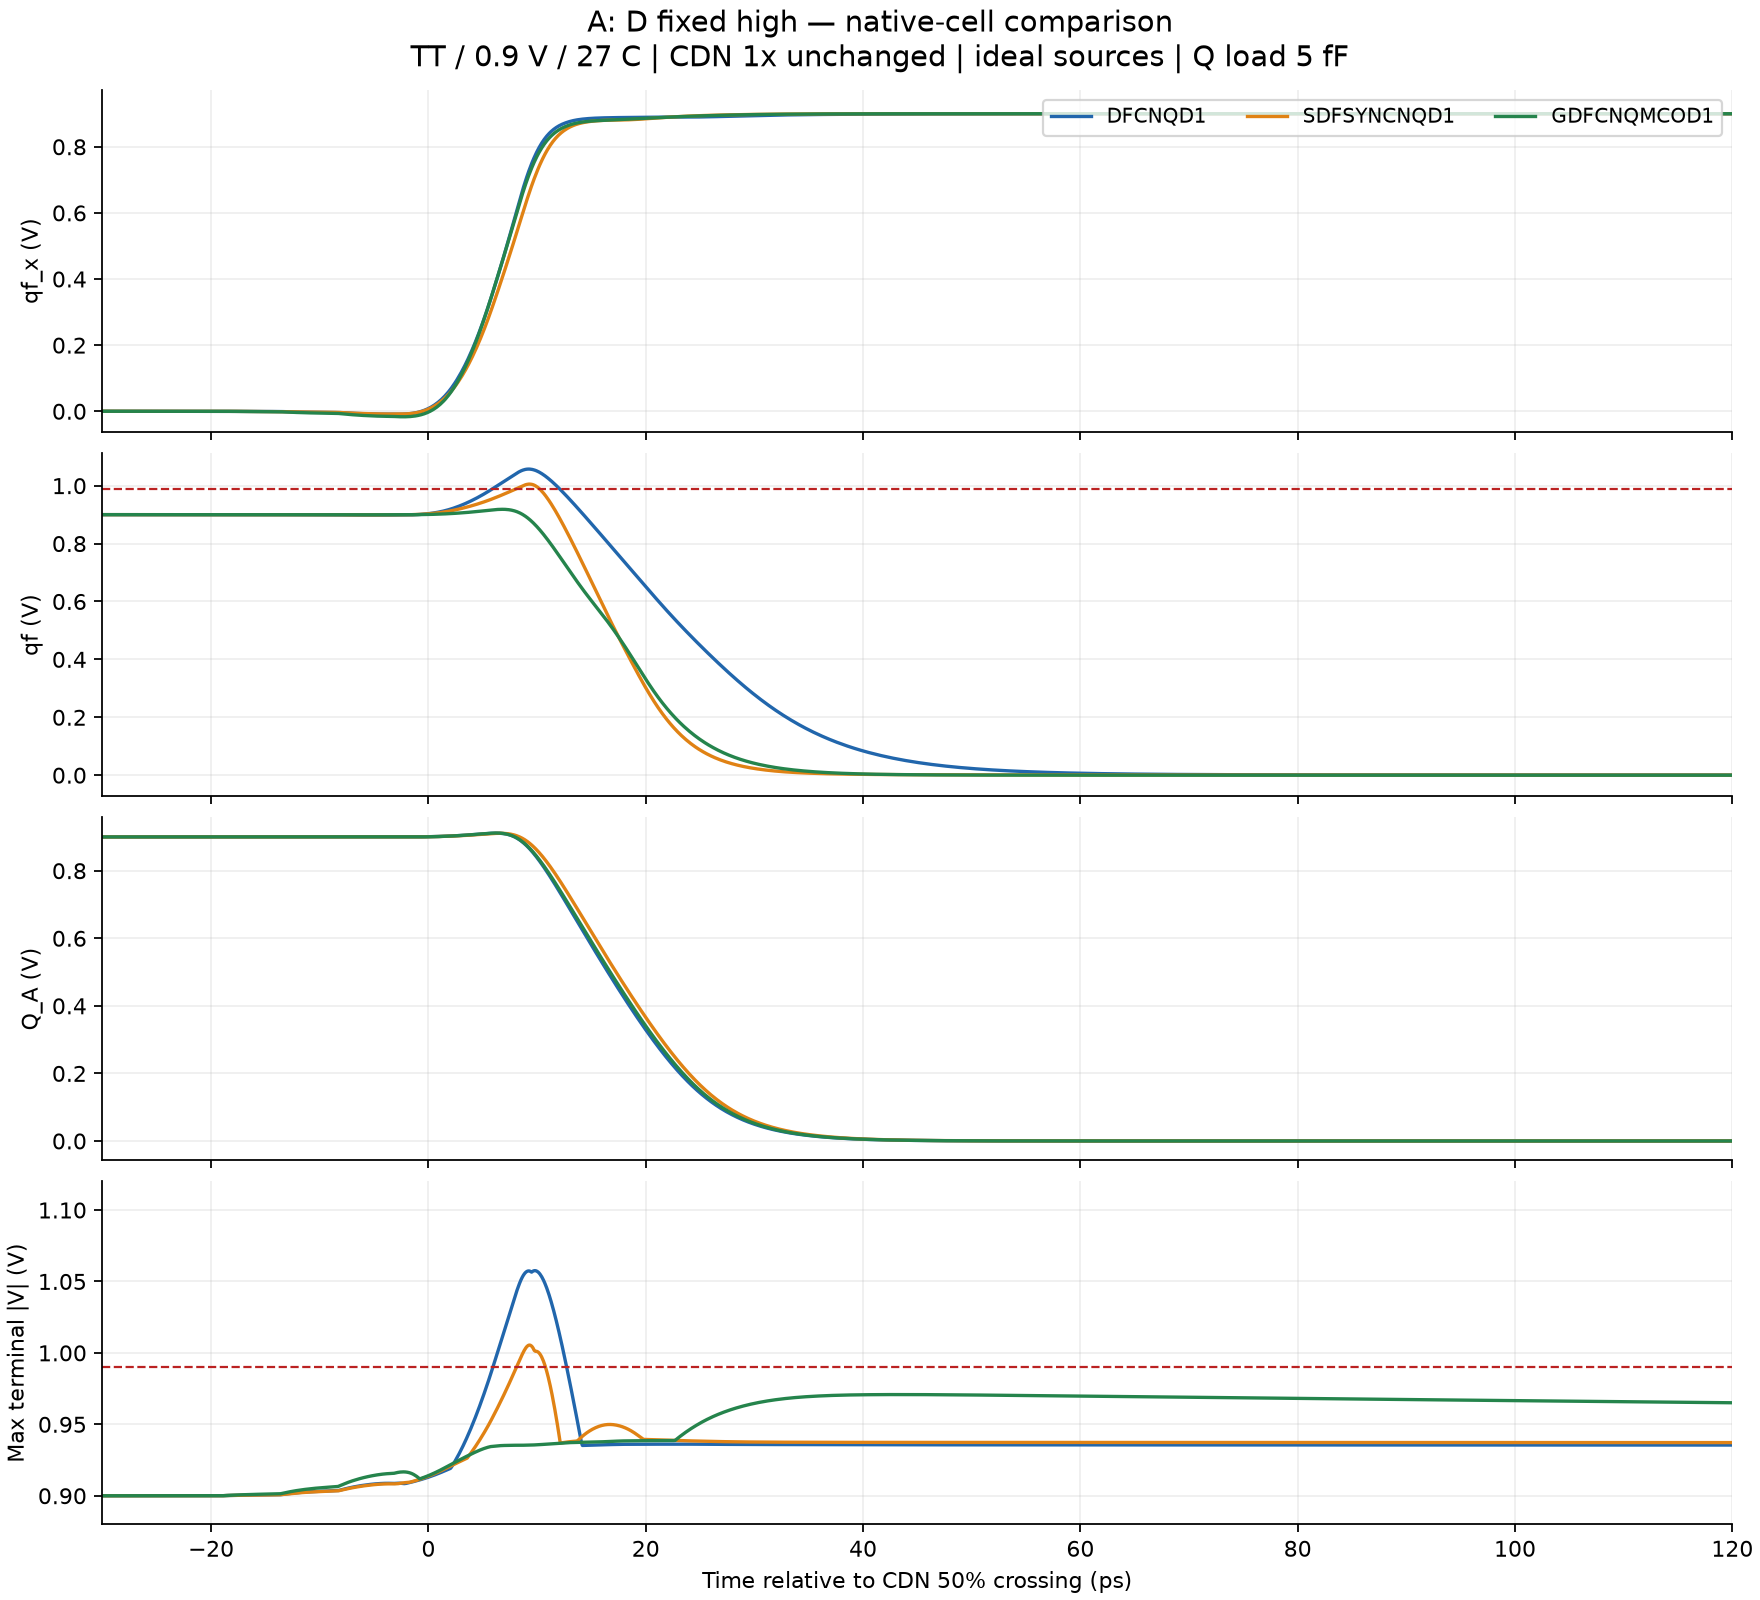 A: D fixed high — native-cell comparison
TT / 0.9 V / 27 C | CDN 1x unchanged | ideal sources | Q load 5 fF
DFCNQD1
SDFSYNCNQD1
GDFCNQMCOD1
qf_x (V)
0.8
0.6
0.4
0.2
0.0
qf (V)
1.0
0.8
0.6
0.4
0.2
0.0
Q_A (V)
0.8
0.6
0.4
0.2
0.0
Max terminal |V| (V)
1.10
1.05
1.00
0.95
0.90
−20
0
20
40
60
80
100
120
Time relative to CDN 50% crossing (ps)